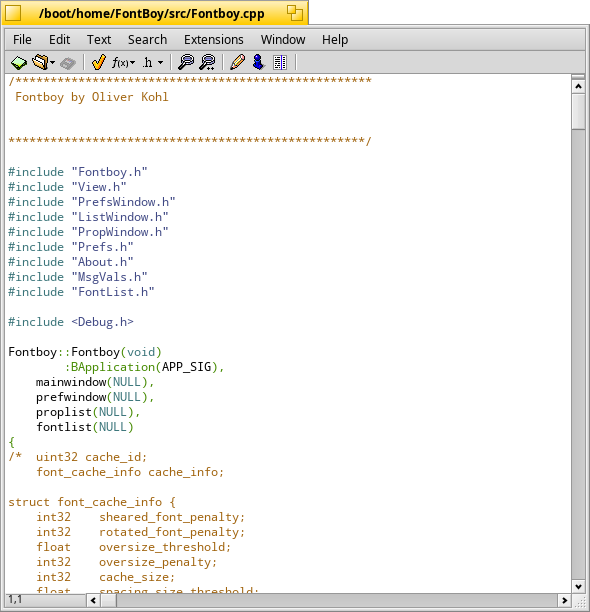 /boot/home/FontBoy/src/Fontboy.cpp
File Edit Text Search Extensions Window Help
f(x) .h
/***************************************************
 Fontboy by Oliver Kohl
***************************************************/
#include "Fontboy.h"
#include "View.h"
#include "PrefsWindow.h"
#include "ListWindow.h"
#include "PropWindow.h"
#include "Prefs.h"
#include "About.h"
#include "MsgVals.h"
#include "FontList.h"
#include <Debug.h>
Fontboy::Fontboy(void)
        :BApplication(APP_SIG),
    mainwindow(NULL),
    prefwindow(NULL),
    proplist(NULL),
    fontlist(NULL)
{
/*  uint32 cache_id;
    font_cache_info cache_info;
struct font_cache_info {
    int32    sheared_font_penalty;
    int32    rotated_font_penalty;
    float    oversize_threshold;
    int32    oversize_penalty;
    int32    cache_size;
    float    spacing_size_threshold;
1,1